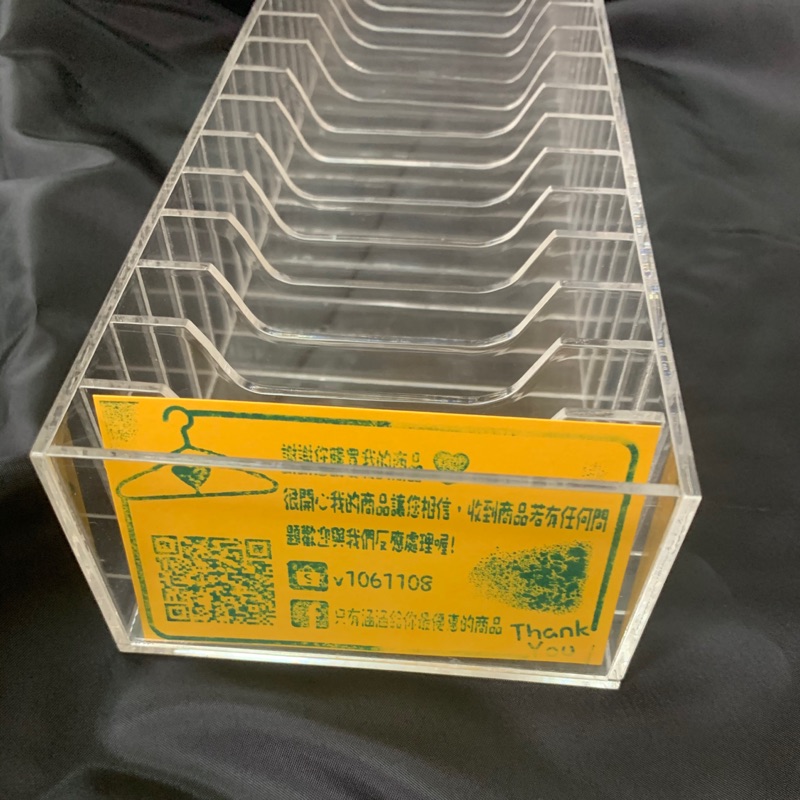 謝謝你購買我的商品
很開心我的商品讓您相信，收到商品若有任何問
題歡迎與我們反應處理喔！
v1061108
只有涵涵給你最優惠的商品
Thank
You!